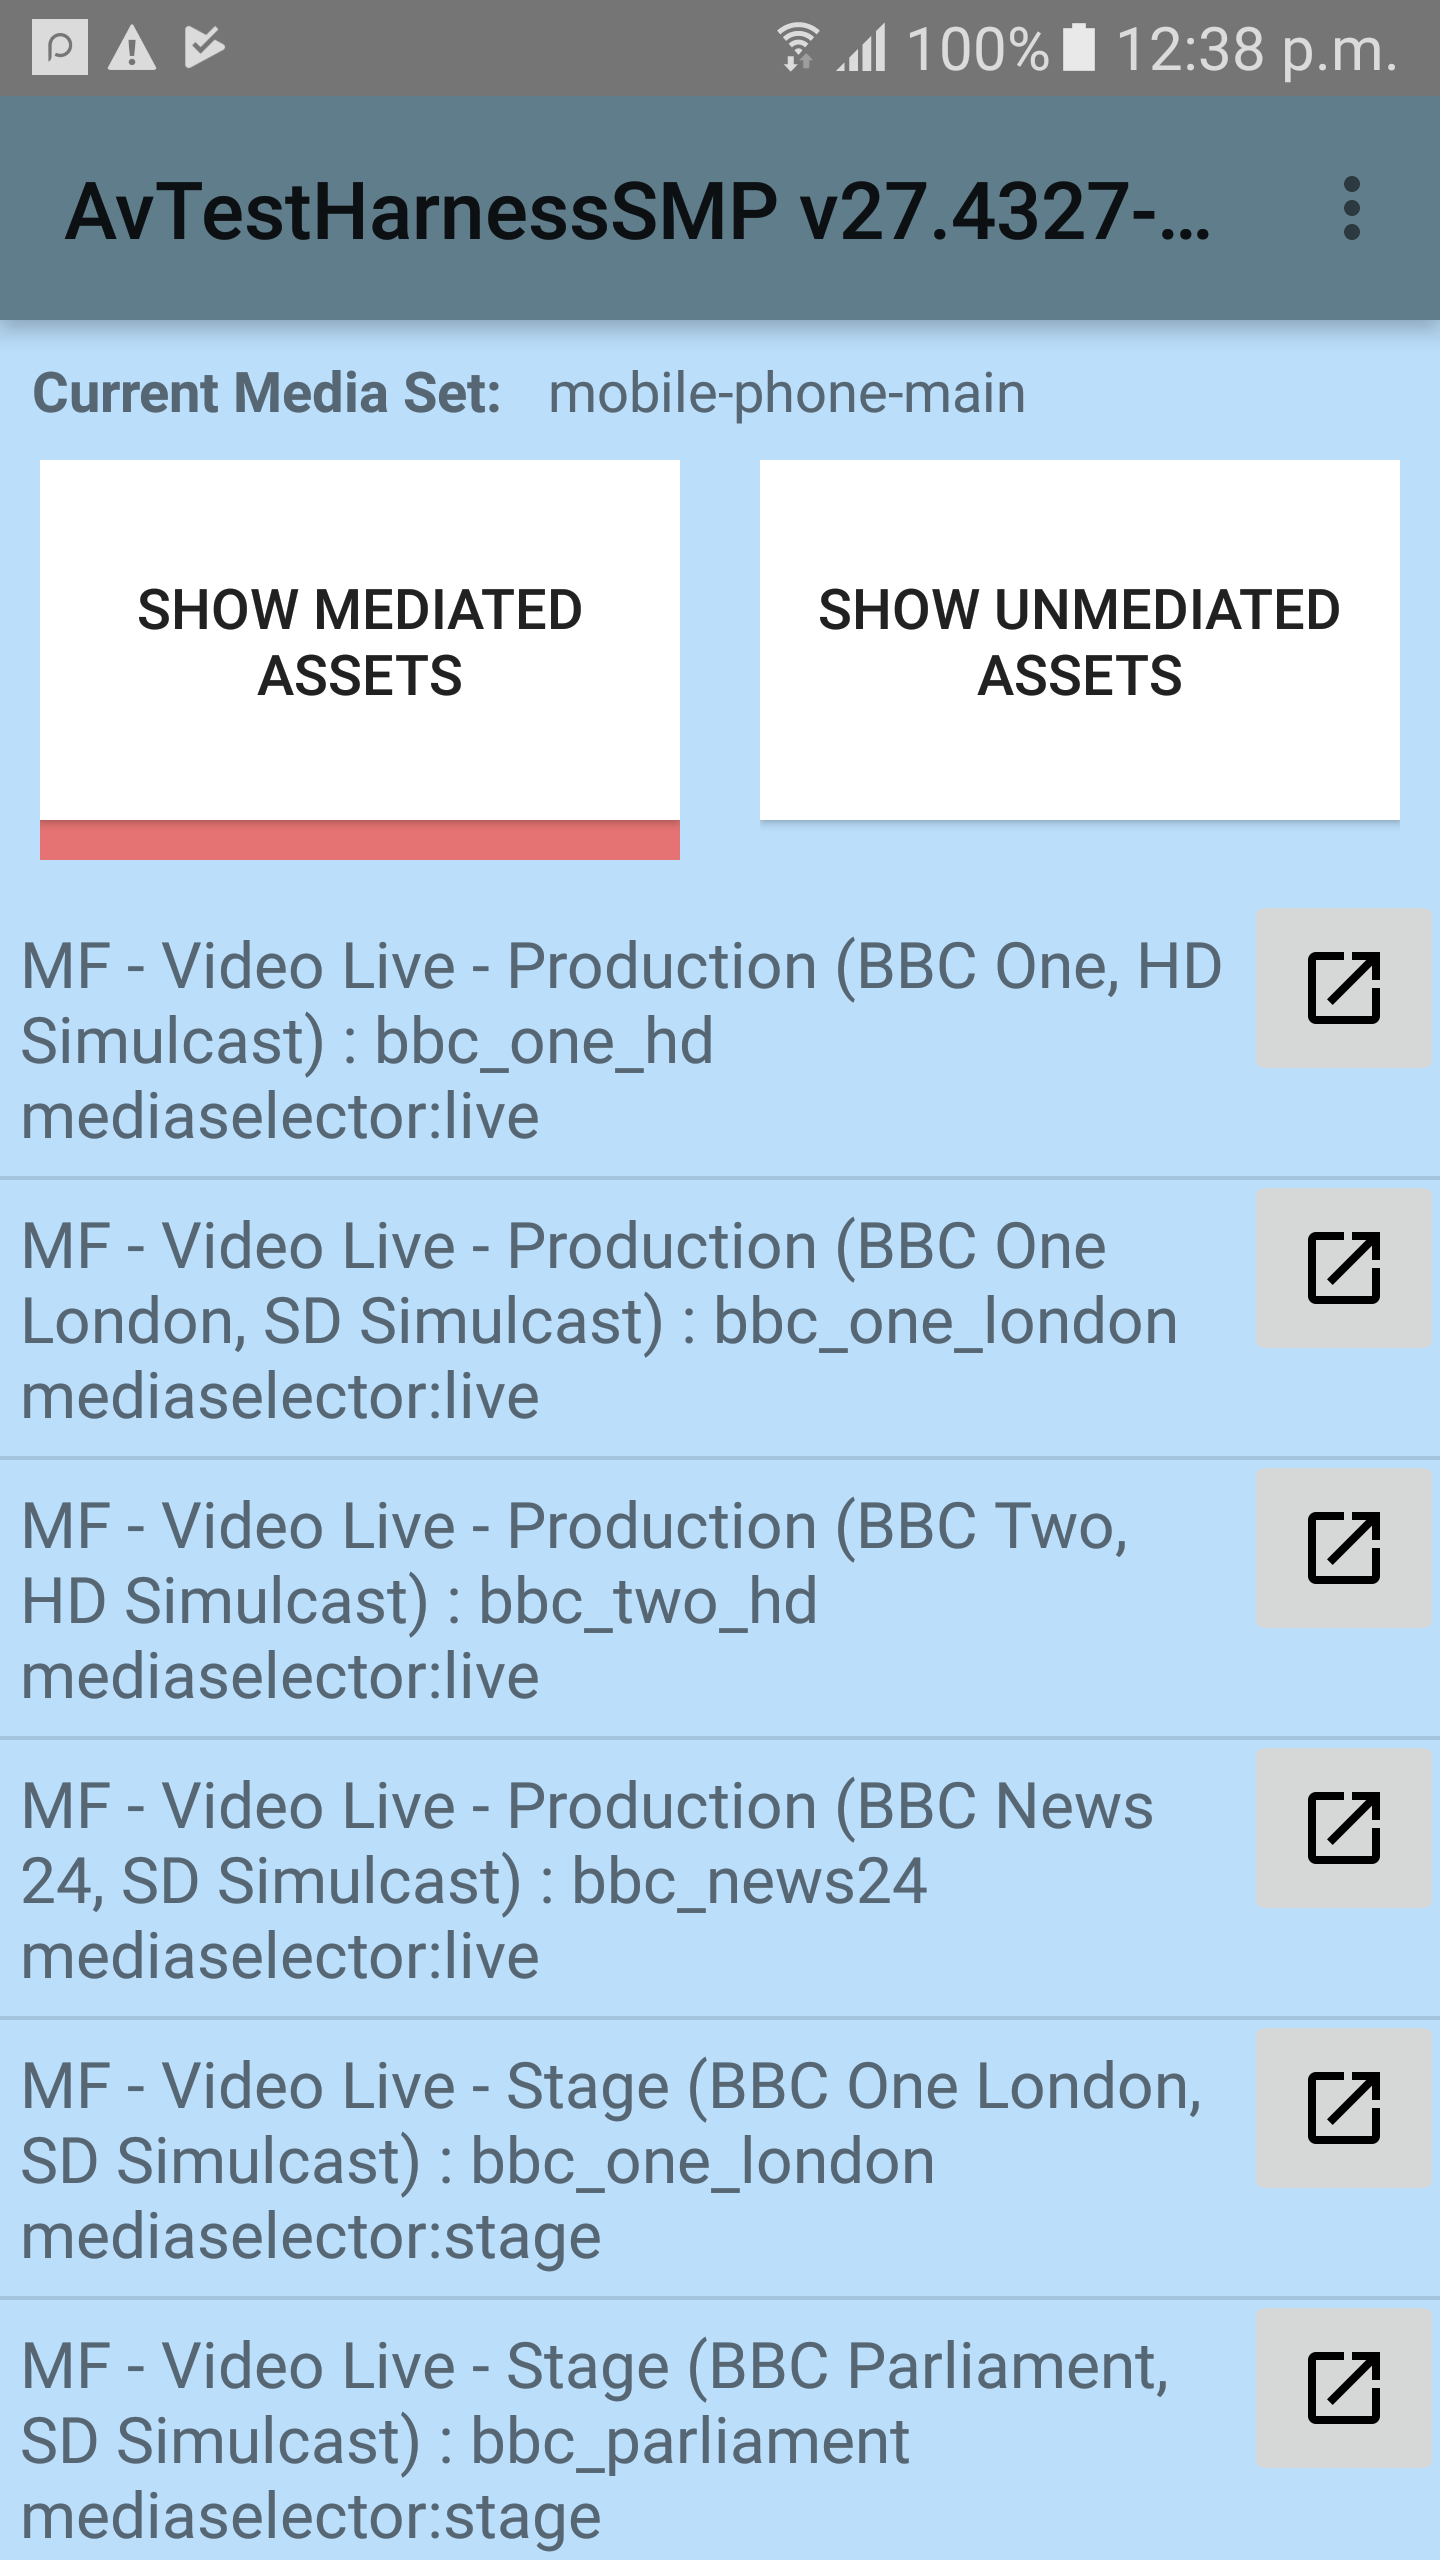 100% 12:38 p.m.
AvTestHarnessSMP v27.4327-...
Current Media Set: mobile-phone-main
SHOW MEDIATED
ASSETS
SHOW UNMEDIATED
ASSETS
MF - Video Live - Production (BBC One, HD
Simulcast) : bbc_one_hd
mediaselector:live
MF - Video Live - Production (BBC One
London, SD Simulcast) : bbc_one_london
mediaselector:live
MF - Video Live - Production (BBC Two,
HD Simulcast) : bbc_two_hd
mediaselector:live
MF - Video Live - Production (BBC News
24, SD Simulcast) : bbc_news24
mediaselector:live
MF - Video Live - Stage (BBC One London,
SD Simulcast) : bbc_one_london
mediaselector:stage
MF - Video Live - Stage (BBC Parliament,
SD Simulcast) : bbc_parliament
mediaselector:stage